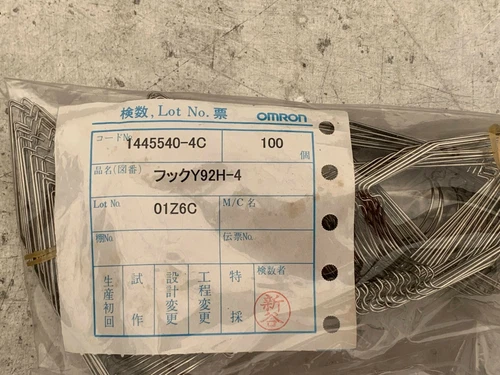 検数, Lot No. 票 OMRON
コードNo. 1445540-4C 100 個
品名(図番) フックY92H-4
Lot No 01Z6C M/C名
棚No. 伝票No.
生産初回 試作 設計変更 工程変更 特採 検数者 新谷